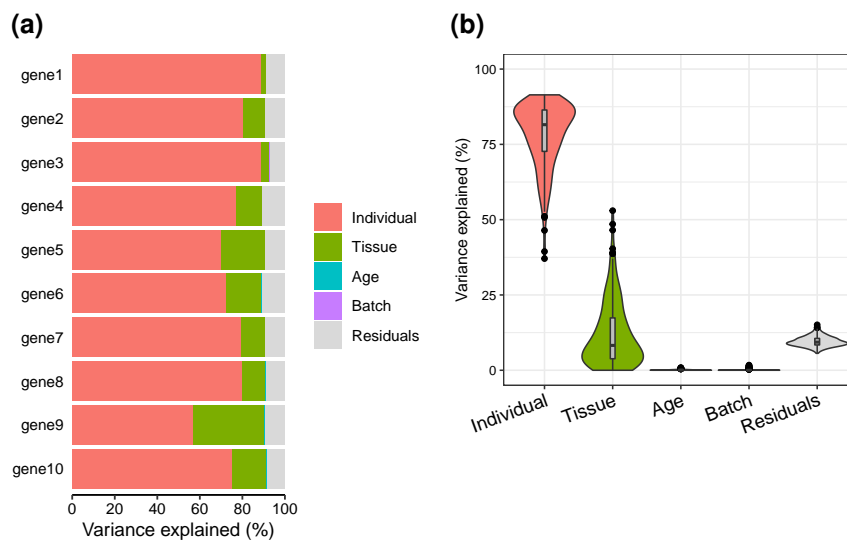 (a)
gene1
gene2
gene3
gene4
gene5
gene6
gene7
gene8
gene9
gene10
0 20 40 60 80 100
Variance explained (%)
Individual
Tissue
Age
Batch
Residuals
(b)
Variance explained (%)
100
75
50
25
0
Individual
Tissue
Age
Batch
Residuals